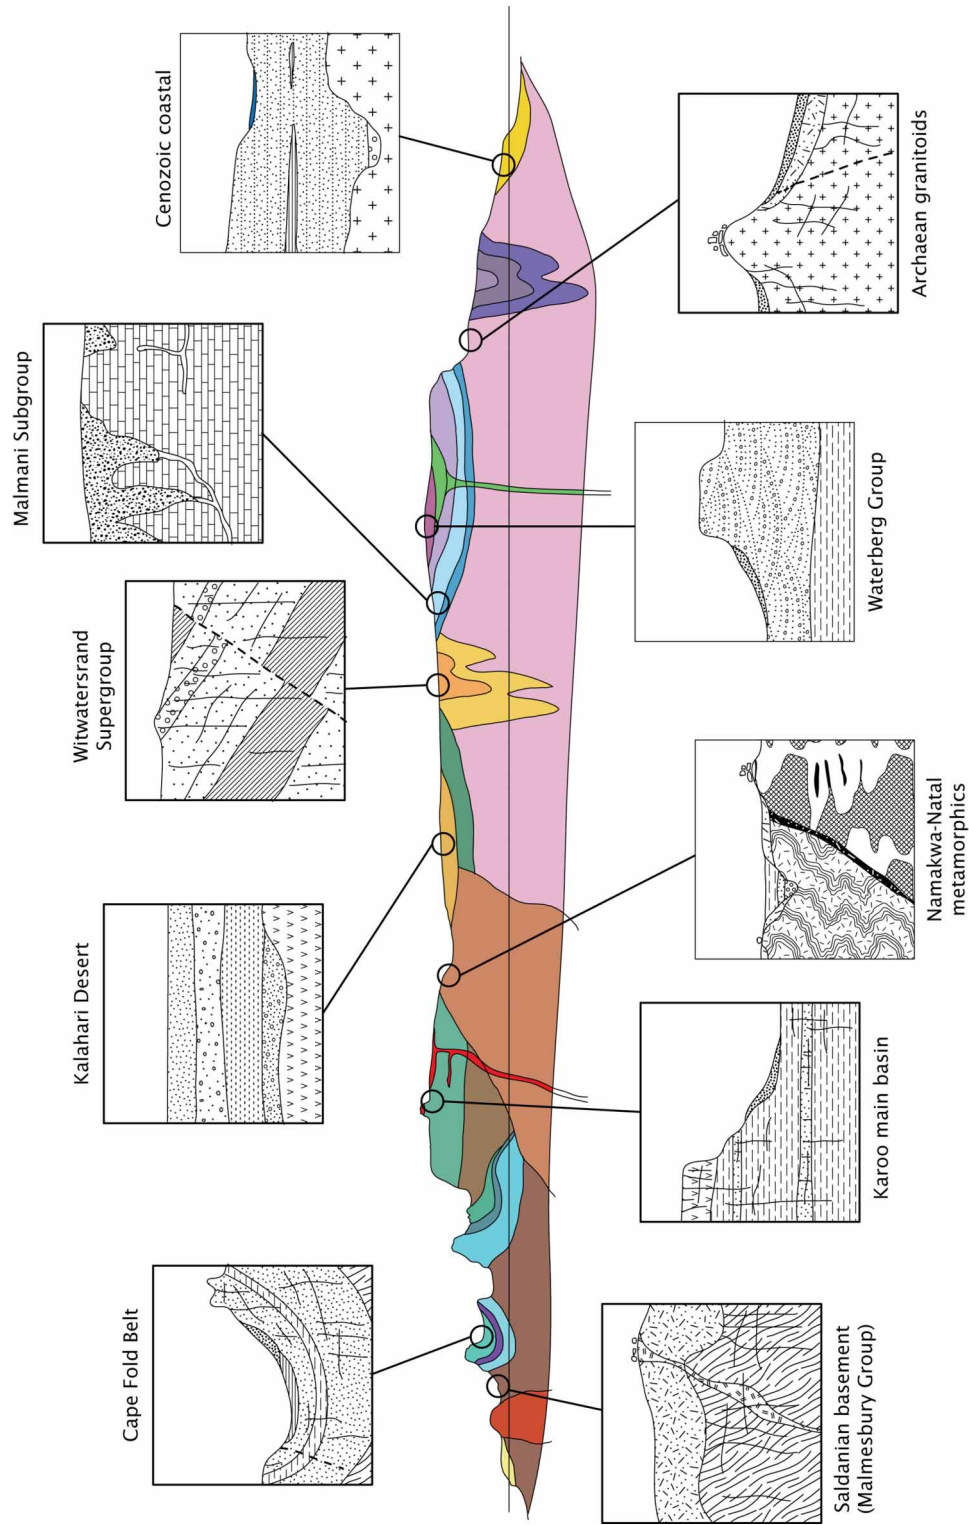 Cape Fold Belt
Kalahari Desert
Witwatersrand
Supergroup
Malmani Subgroup
Cenozoic coastal
Saldanian basement
(Malmesbury Group)
Karoo main basin
Namakwa-Natal
metamorphics
Waterberg Group
Archaean granitoids